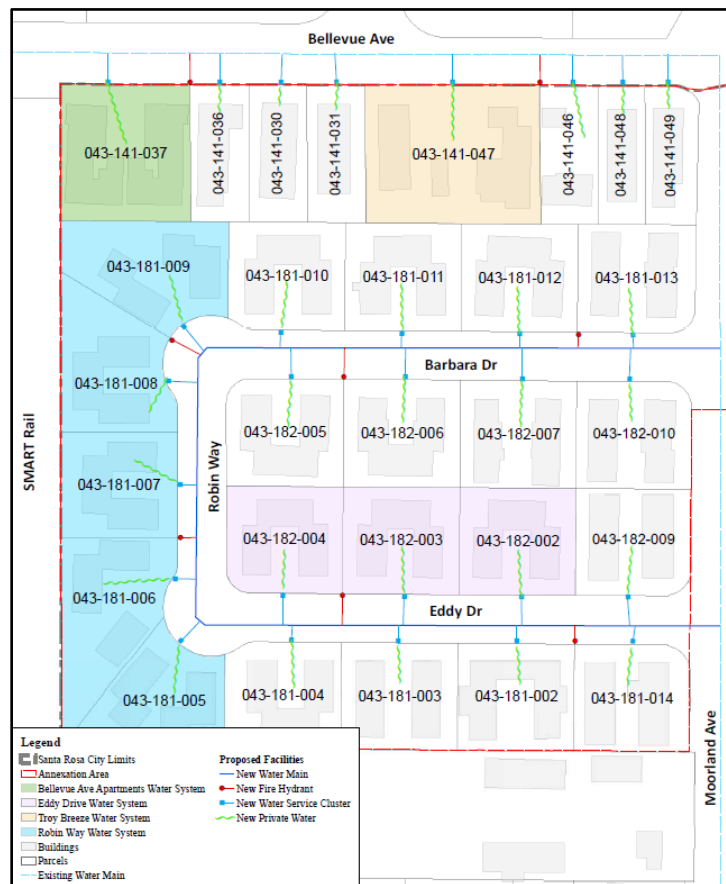 Bellevue Ave
043-141-037
043-141-036
043-141-030
043-141-031
043-141-047
043-141-046
043-141-048
043-141-049
043-181-009
043-181-010
043-181-011
043-181-012
043-181-013
Barbara Dr
043-181-008
SMART Rail
Robin Way
043-182-005
043-182-006
043-182-007
043-182-010
043-181-007
043-182-004
043-182-003
043-182-002
043-182-009
043-181-006
Eddy Dr
043-181-005
043-181-004
043-181-003
043-181-002
043-181-014
Moorland Ave
Legend
Santa Rosa City Limits
Annexation Area
Bellevue Ave Apartments Water System
Eddy Drive Water System
Troy Breeze Water System
Robin Way Water System
Buildings
Parcels
Existing Water Main
Proposed Facilities
New Water Main
New Fire Hydrant
New Water Service Cluster
New Private Water